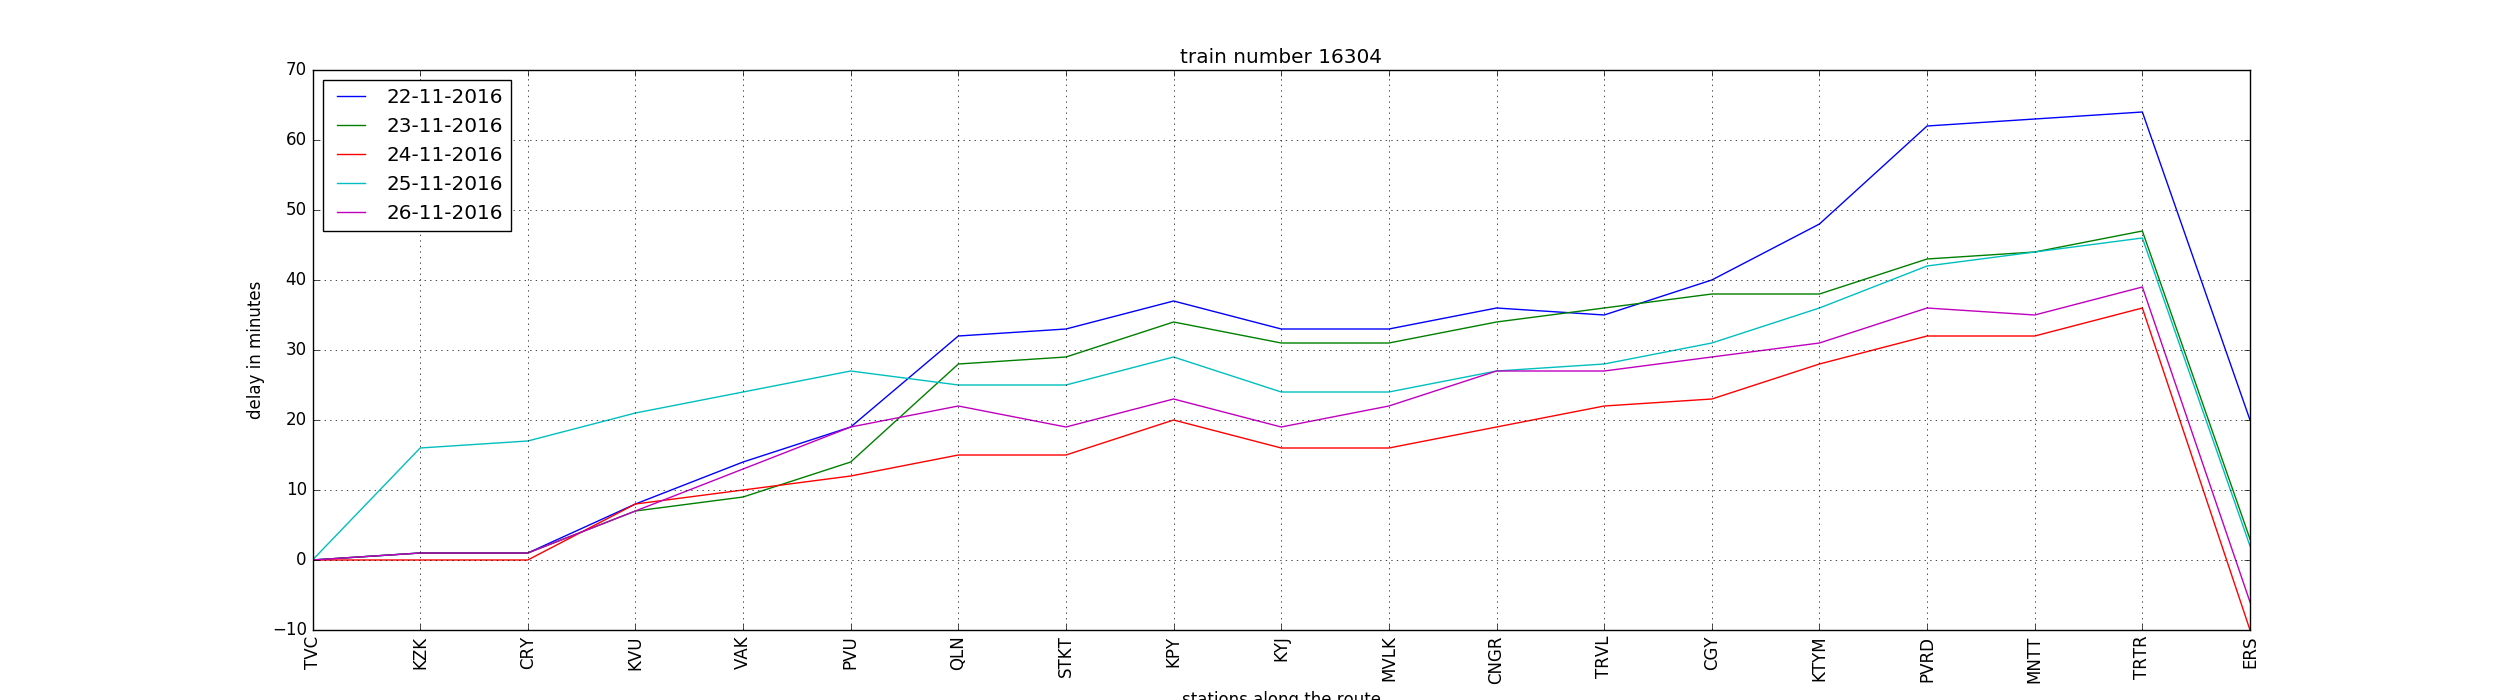 train number 16304
70
60
50
40
30
20
10
0
−10
22-11-2016
23-11-2016
24-11-2016
25-11-2016
26-11-2016
delay in minutes
TVC
KZK
CRY
KVU
VAK
PVU
QLN
STKT
KPY
KYJ
MVLK
CNGR
TRVL
CGY
KTYM
PVRD
MNTT
TRTR
ERS
stations along the route